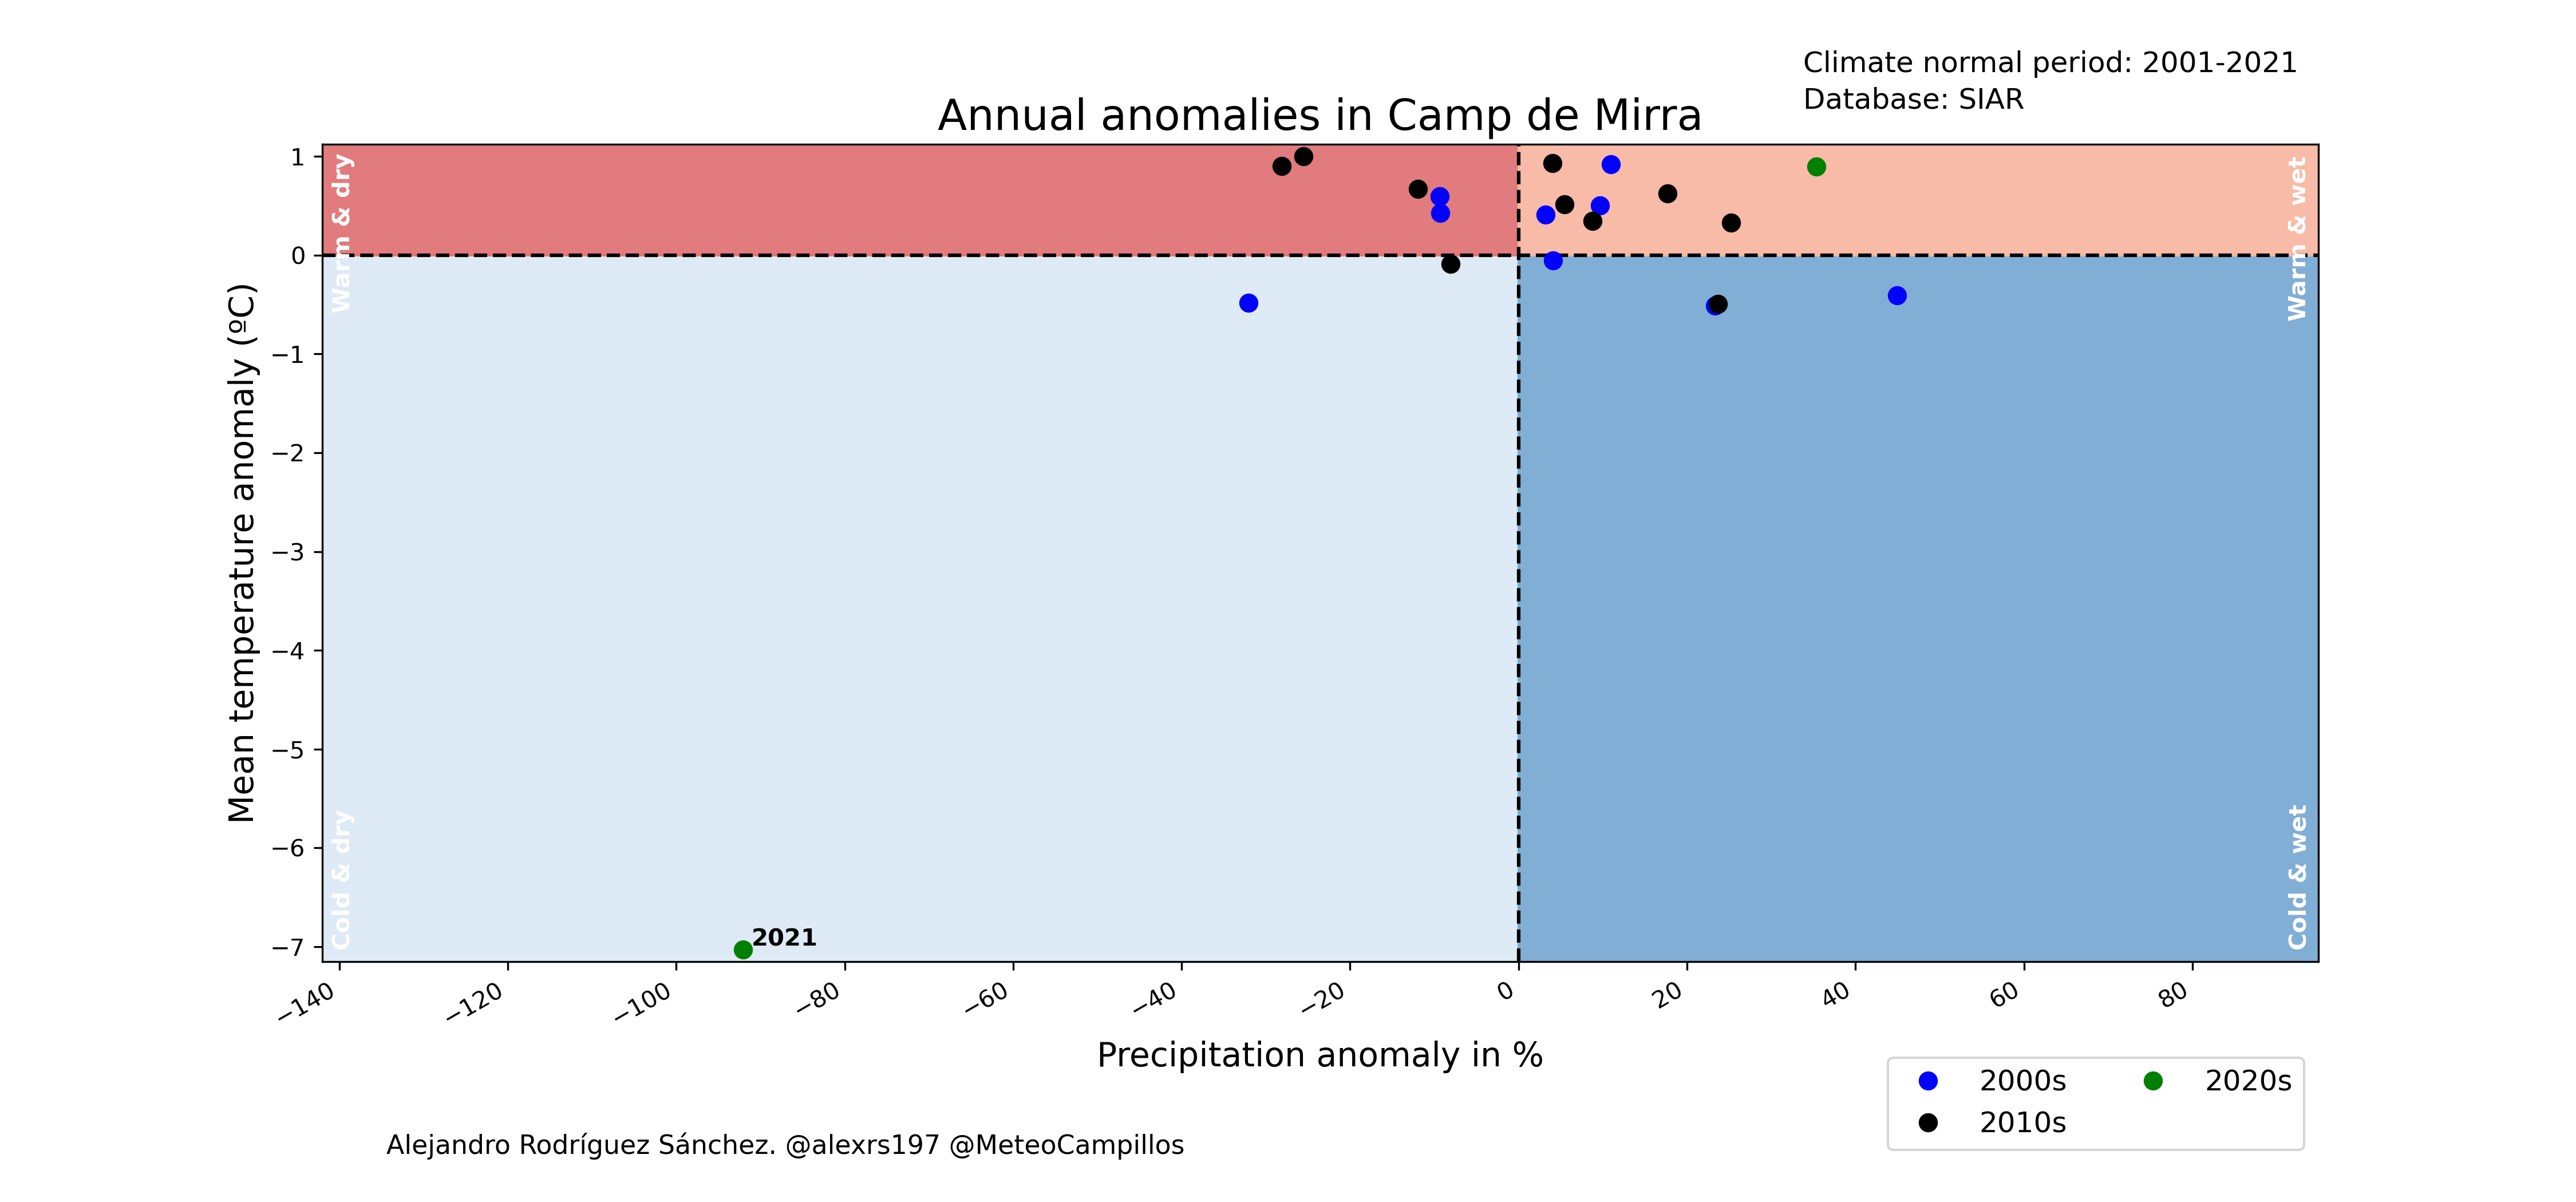 Climate normal period: 2001-2021
Database: SIAR
Annual anomalies in Camp de Mirra
Mean temperature anomaly (ºC)
1
0
−1
−2
−3
−4
−5
−6
−7
Warm & dry
Warm & wet
Cold & dry
Cold & wet
2021
−140
−120
−100
−80
−60
−40
−20
0
20
40
60
80
Precipitation anomaly in %
2000s
2010s
2020s
Alejandro Rodríguez Sánchez. @alexrs197 @MeteoCampillos